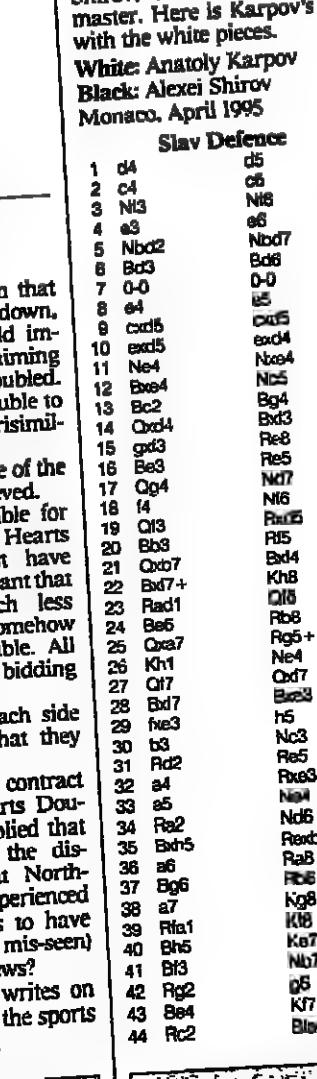 n that
down,
ld im-
iming
oubled.
uble to
risimil-
e of the
eved.
ible for
Hearts
t have
ant that
ch less
omehow
ble. All
bidding
ach side
hat they
contract
rts Dou-
plied that
the dis-
at North-
perienced
s to have
mis-seen)
ews?
writes on
the sports
master. Here is Karpov's
with the white pieces.
White: Anatoly Karpov
Black: Alexei Shirov
Monaco, April 1995
Slav Defence
1 d4 d5
2 c4 c6
3 Nf3 Nf6
4 e3 e6
5 Nbd2 Nbd7
6 Bd3 Bd6
7 0-0 0-0
8 e4 e5
9 cxd5 cxd5
10 exd5 exd4
11 Ne4 Nxe4
12 Bxe4 Nc5
13 Bc2 Bg4
14 Qxd4 Bxf3
15 gxf3 Re8
16 Be3 Re5
17 Qg4 Nd7
18 f4 Nf6
19 Qf3 Rxd5
20 Bb3 Rf5
21 Qxb7 Bxf4
22 Bxf7+ Kh8
23 Rad1 Qf8
24 Be6 Rb8
25 Qxa7 Rg5+
26 Kh1 Ne4
27 Qf7 Qxf7
28 Bxf7 Bxe3
29 fxe3 h5
30 b3 Nc3
31 Rd2 Re5
32 a4 Rxe3
33 a5
34 Ra2 Nd6
35 Bxh5
36 a6 Ra8
37 Bg6
38 a7 Kg8
39 Rfa1 Kf8
40 Bh5 Ke7
41 Bf3 Nb7
42 Rg2 g5
43 Be4 Kf7
44 Rc2